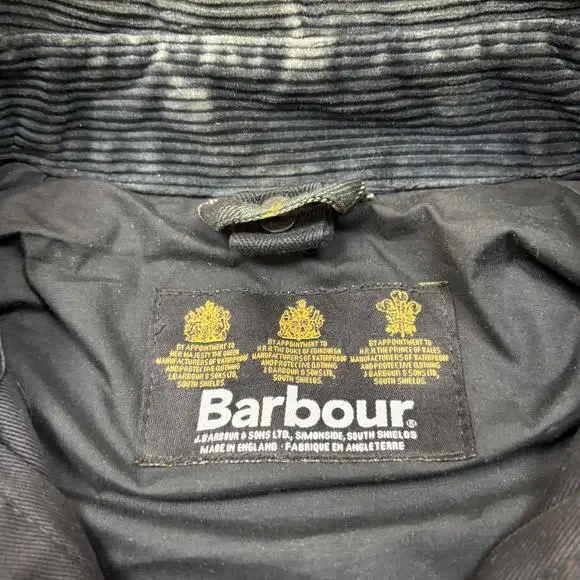 BY APPOINTMENT TO
HER MAJESTY THE QUEEN
MANUFACTURERS OF WATERPROOF
AND PROTECTIVE CLOTHING
J. BARBOUR & SONS LTD,
SOUTH SHIELDS
BY APPOINTMENT TO
H.R.H. THE DUKE OF EDINBURGH
MANUFACTURERS OF WATERPROOF
AND PROTECTIVE CLOTHING
J. BARBOUR & SONS LTD,
SOUTH SHIELDS
BY APPOINTMENT TO
H.R.H. THE PRINCE OF WALES
MANUFACTURERS OF WATERPROOF
AND PROTECTIVE CLOTHING
J. BARBOUR & SONS LTD,
SOUTH SHIELDS.
Barbour®
J. BARBOUR & SONS LTD., SIMONSIDE, SOUTH SHIELDS
MADE IN ENGLAND - FABRIQUE EN ANGLETERRE